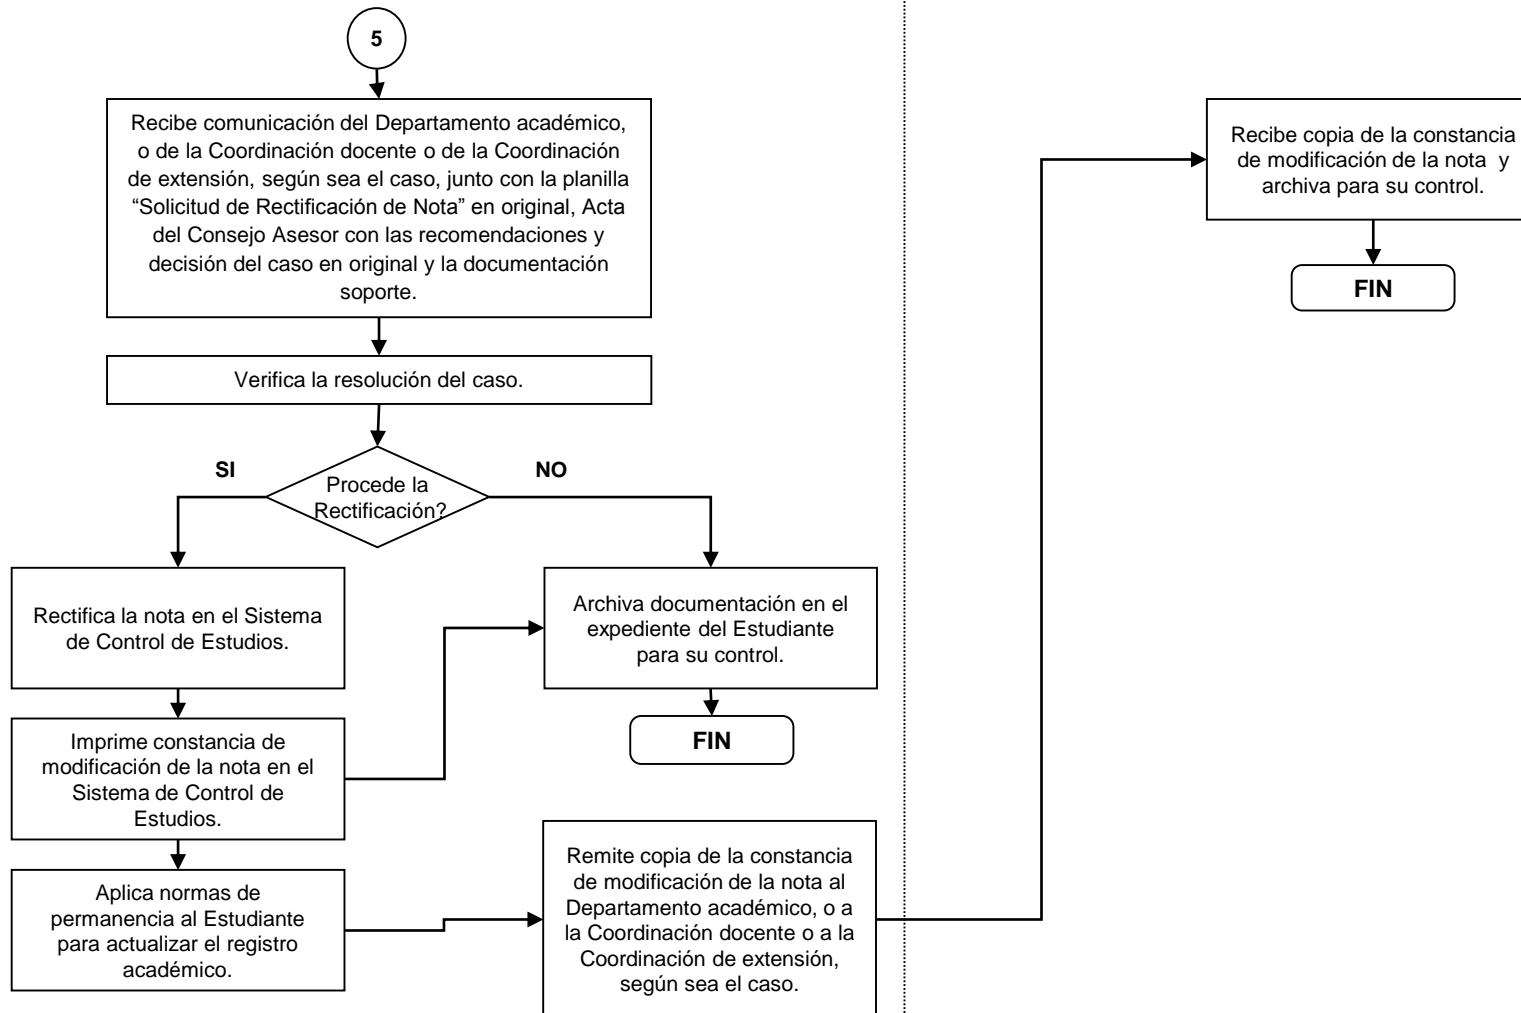 5
Recibe comunicación del Departamento académico,
o de la Coordinación docente o de la Coordinación
de extensión, según sea el caso, junto con la planilla
“Solicitud de Rectificación de Nota” en original, Acta
del Consejo Asesor con las recomendaciones y
decisión del caso en original y la documentación
soporte.
Verifica la resolución del caso.
Procede la
Rectificación?
SI
NO
Rectifica la nota en el Sistema
de Control de Estudios.
Imprime constancia de
modificación de la nota en el
Sistema de Control de
Estudios.
Aplica normas de
permanencia al Estudiante
para actualizar el registro
académico.
Archiva documentación en el
expediente del Estudiante
para su control.
FIN
Remite copia de la constancia
de modificación de la nota al
Departamento académico, o a
la Coordinación docente o a la
Coordinación de extensión,
según sea el caso.
Recibe copia de la constancia
de modificación de la nota y
archiva para su control.
FIN